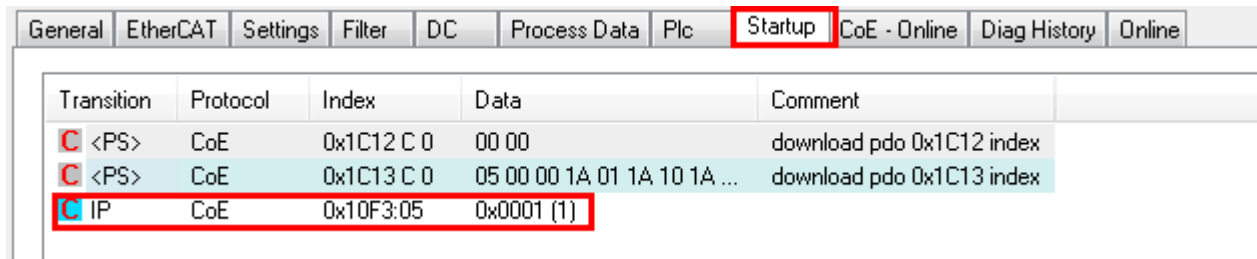 General EtherCAT Settings Filter DC Process Data Plc Startup CoE - Online Diag History Online
Transition Protocol Index Data Comment
C <PS> CoE 0x1C12 C 0 00 00 download pdo 0x1C12 index
C <PS> CoE 0x1C13 C 0 05 00 00 1A 01 1A 10 1A ... download pdo 0x1C13 index
C IP CoE 0x10F3:05 0x0001 (1)